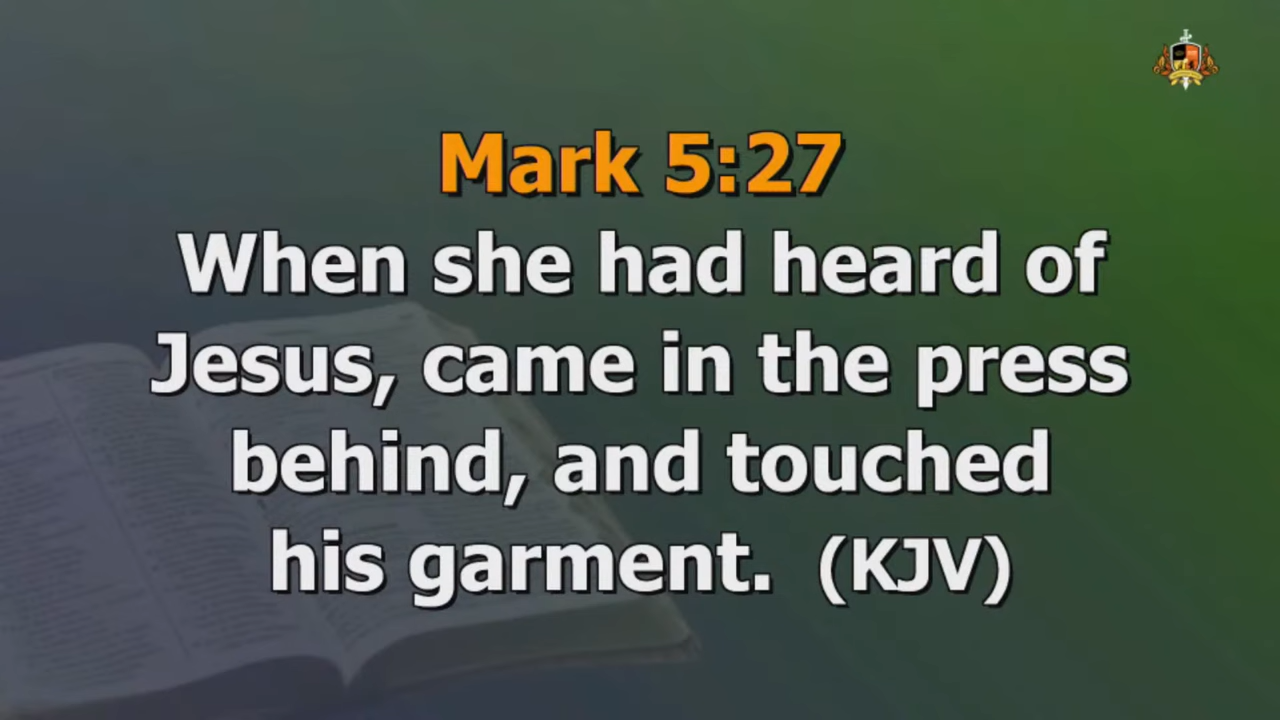 Mark 5:27
When she had heard of
Jesus, came in the press
behind, and touched
his garment.  (KJV)